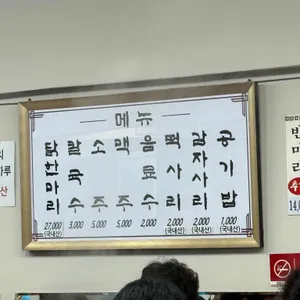 메뉴
닭한마리 27,000 (국내산)
칼국수 3,000
소주 5,000
맥주 5,000
음료수 2,000
떡사리 2,000 (국내산)
감자사리 2,000 (국내산)
공기밥 1,000 (국내산)